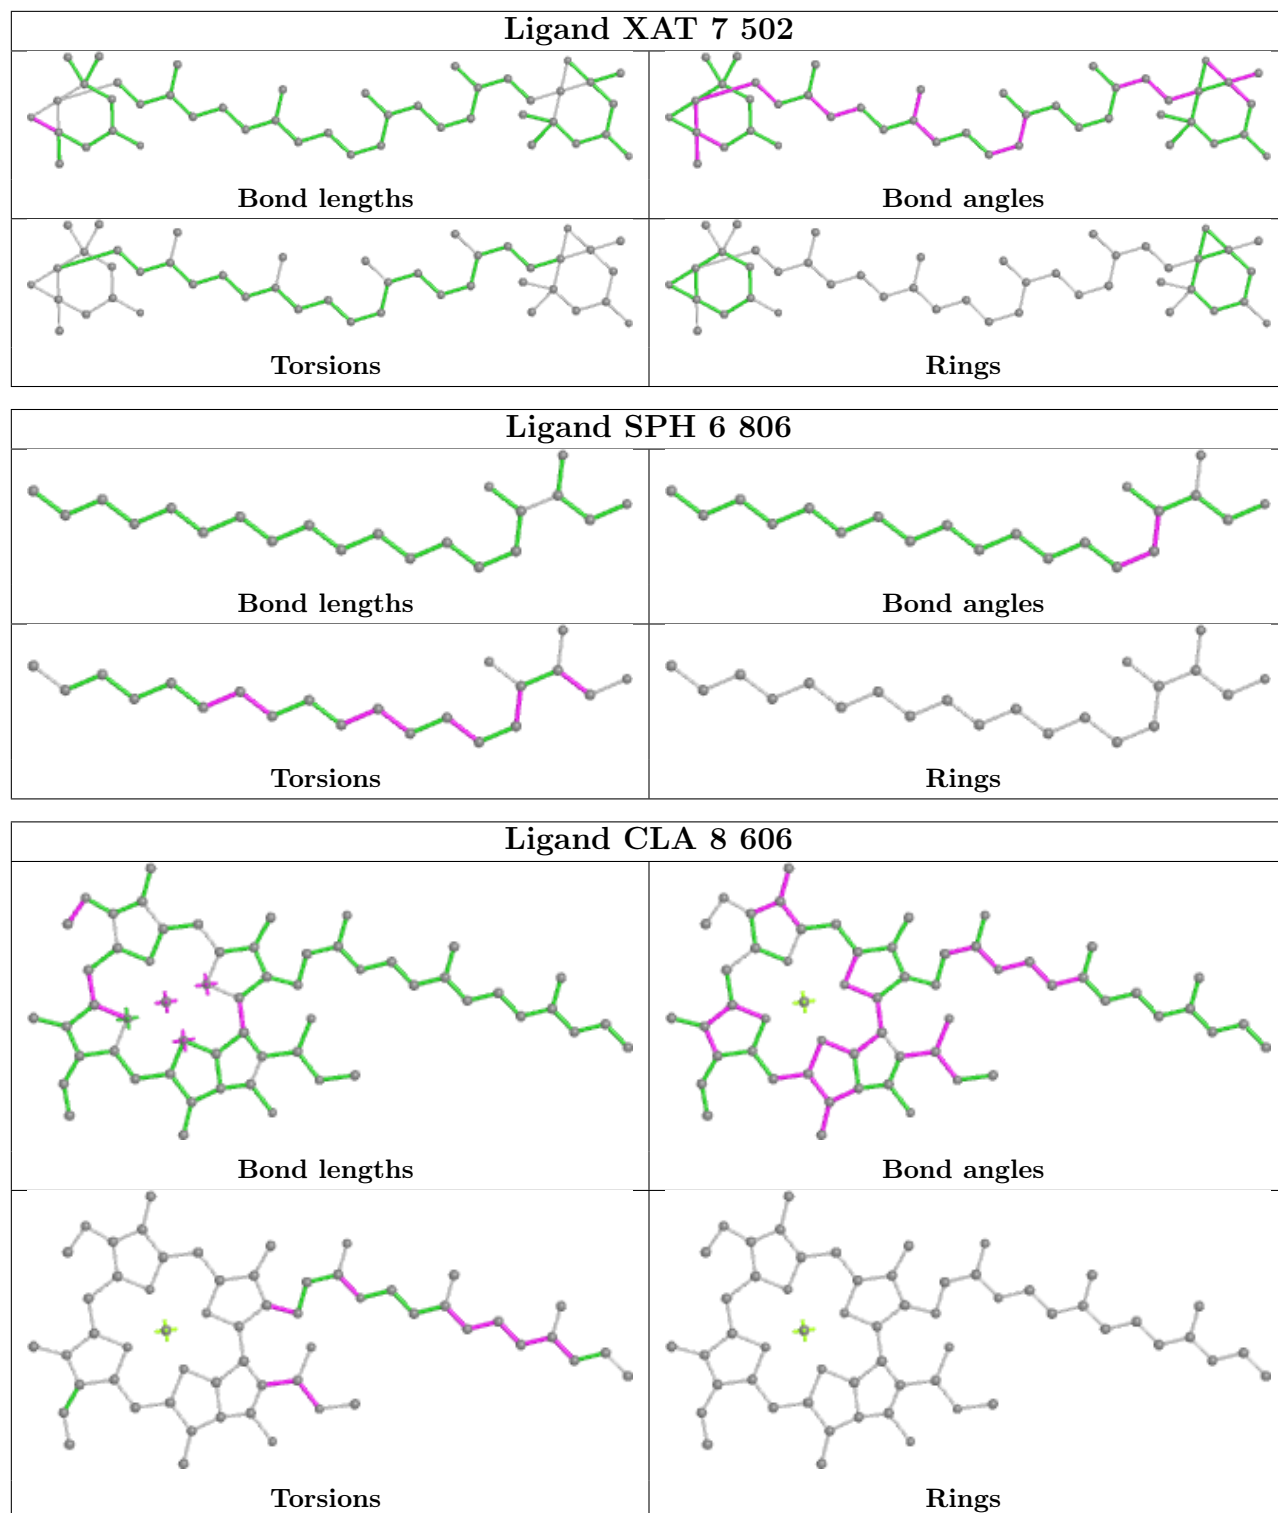 Ligand XAT 7 502
Bond lengths
Bond angles
Torsions
Rings
Ligand SPH 6 806
Bond lengths
Bond angles
Torsions
Rings
Ligand CLA 8 606
Bond lengths
Bond angles
Torsions
Rings